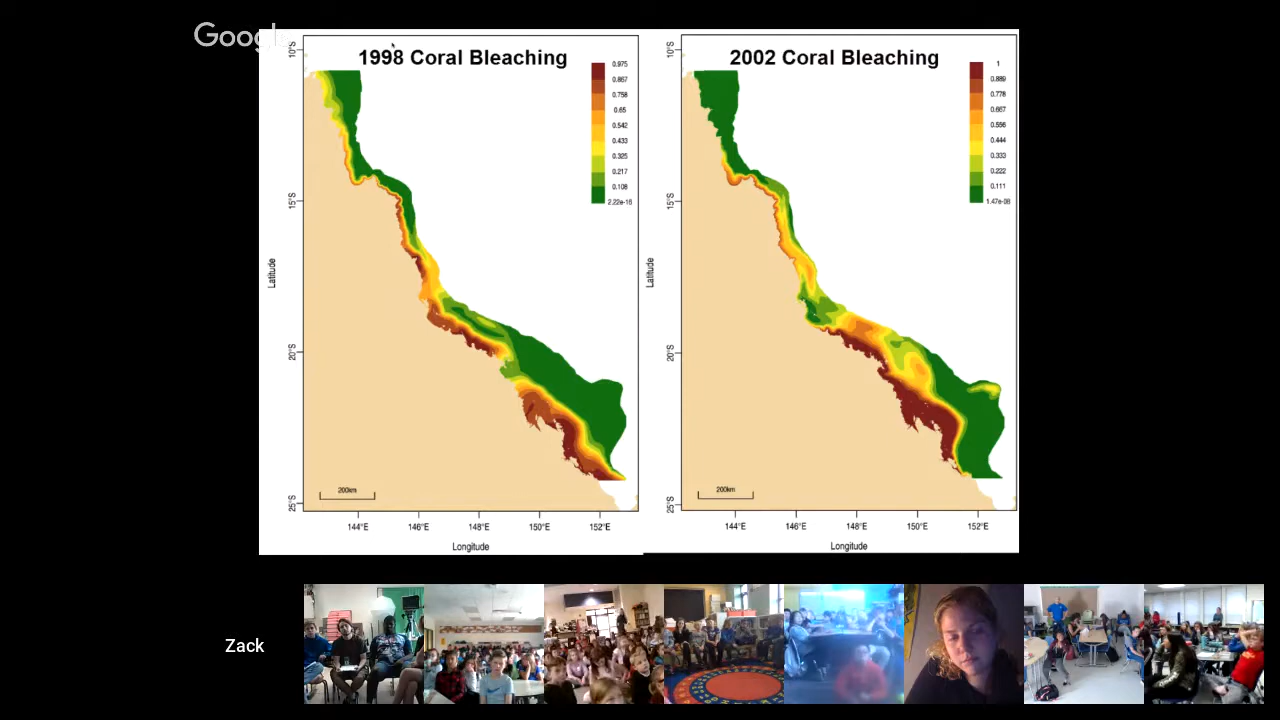 Google
1998 Coral Bleaching
0.975
0.867
0.758
0.65
0.542
0.433
0.325
0.217
0.108
2.22e-16
10°S
15°S
20°S
25°S
Latitude
200km
144°E 146°E 148°E 150°E 152°E
Longitude
2002 Coral Bleaching
1
0.889
0.778
0.667
0.556
0.444
0.333
0.222
0.111
1.47e-08
10°S
15°S
20°S
25°S
Latitude
200km
144°E 146°E 148°E 150°E 152°E
Longitude
Zack